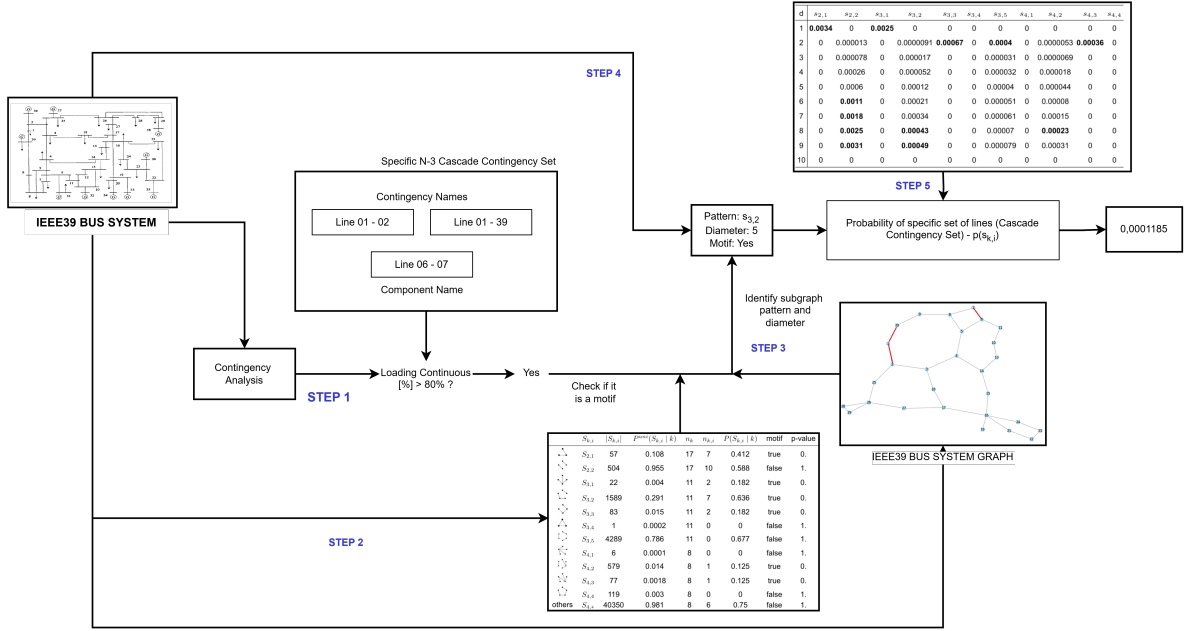 d s2,1 s2,2 s3,1 s3,2 s3,3 s3,4 s3,5 s4,1 s4,2 s4,3 s4,4
1 0.0034 0 0.0025 0 0 0 0 0 0 0 0
2 0 0.000013 0 0.0000091 0.00067 0 0.0004 0 0.0000053 0.00036 0
3 0 0.000078 0 0.000017 0 0 0.000031 0 0.0000069 0 0
4 0 0.00026 0 0.000052 0 0 0.000032 0 0.000018 0 0
5 0 0.0006 0 0.00012 0 0 0.00004 0 0.000044 0 0
6 0 0.0011 0 0.00021 0 0 0.000051 0 0.00008 0 0
7 0 0.0018 0 0.00034 0 0 0.000061 0 0.00015 0 0
8 0 0.0025 0 0.00043 0 0 0.00007 0 0.00023 0 0
9 0 0.0031 0 0.00049 0 0 0.000079 0 0.00031 0 0
10 0 0 0 0 0 0 0 0 0 0 0
STEP 4
STEP 5
IEEE39 BUS SYSTEM
Specific N-3 Cascade Contingency Set
Contingency Names
Line 01 - 02
Line 01 - 39
Line 06 - 07
Component Name
Pattern: s3,2
Diameter: 5
Motif: Yes
Probability of specific set of lines (Cascade
Contingency Set) - p(sk,i)
0,0001185
Identify subgraph
pattern and
diameter
STEP 3
Contingency
Analysis
STEP 1
Loading Continuous
[%] > 80% ?
Yes
Check if it
is a motif
IEEE39 BUS SYSTEM GRAPH
STEP 2
Sk,i |Sk,i| Psami(Sk,i | k) nk nk,i P(Sk,i | k) motif p-value
S2,1 57 0.108 17 7 0.412 true 0.
S2,2 504 0.955 17 10 0.588 false 1.
S3,1 22 0.004 11 2 0.182 true 0.
S3,2 1589 0.291 11 7 0.636 true 0.
S3,3 83 0.015 11 2 0.182 true 0.
S3,4 1 0.0002 11 0 0 false 1.
S3,5 4289 0.786 11 0 0.677 false 1.
S4,1 6 0.0001 8 0 0 false 1.
S4,2 579 0.014 8 1 0.125 true 0.
S4,3 77 0.0018 8 1 0.125 true 0.
S4,4 119 0.003 8 0 0 false 1.
others S4,* 40350 0.981 8 6 0.75 false 1.